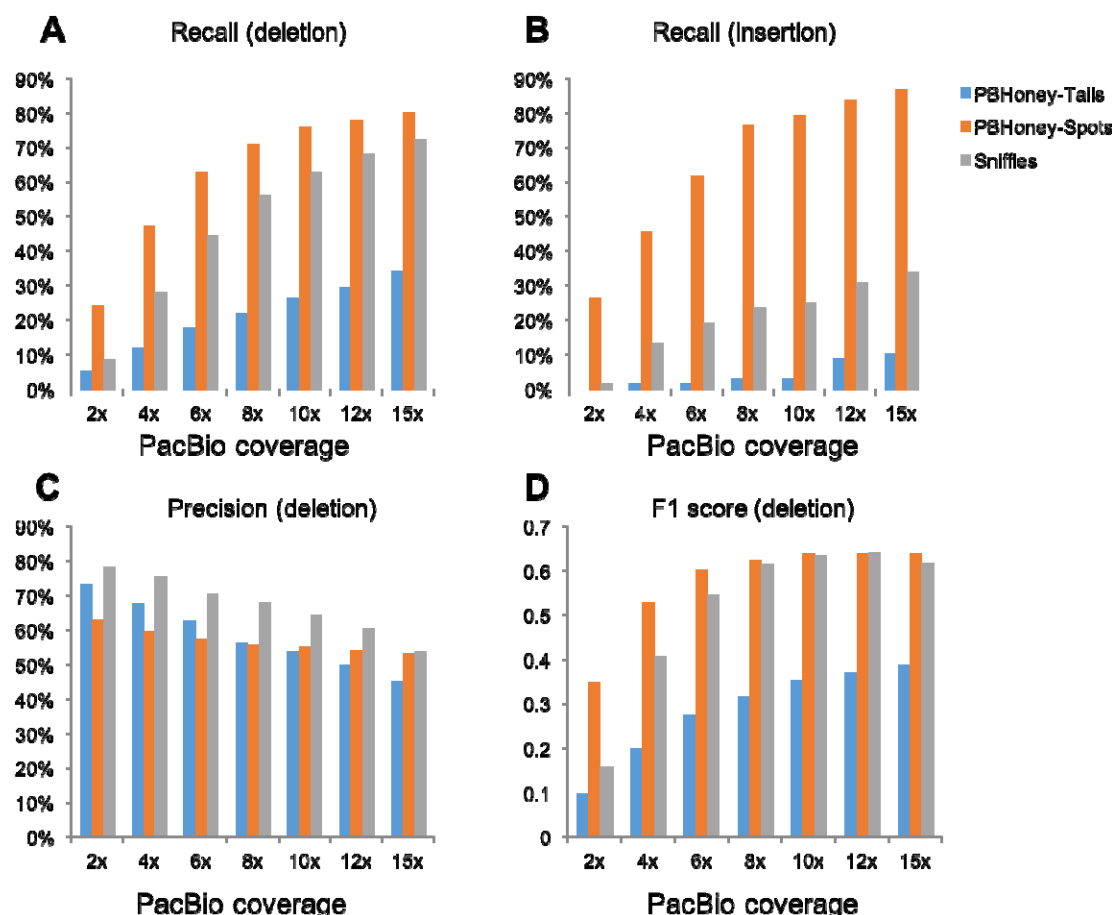 A
Recall (deletion)
90%
80%
70%
60%
50%
40%
30%
20%
10%
0%
2x 4x 6x 8x 10x 12x 15x
PacBio coverage
B
Recall (insertion)
90%
80%
70%
60%
50%
40%
30%
20%
10%
0%
2x 4x 6x 8x 10x 12x 15x
PacBio coverage
PBHoney-Tails
PBHoney-Spots
Sniffles
C
Precision (deletion)
90%
80%
70%
60%
50%
40%
30%
20%
10%
0%
2x 4x 6x 8x 10x 12x 15x
PacBio coverage
D
F1 score (deletion)
0.7
0.6
0.5
0.4
0.3
0.2
0.1
0
2x 4x 6x 8x 10x 12x 15x
PacBio coverage